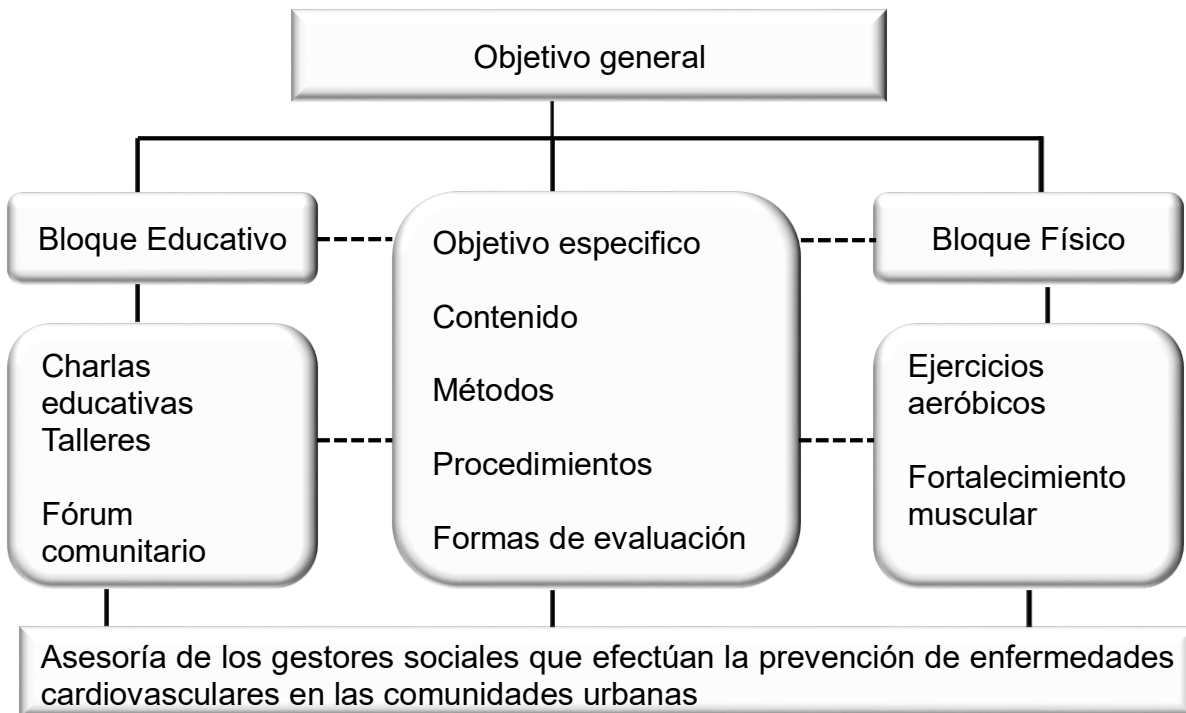 Objetivo general
Bloque Educativo
Objetivo especifico
Contenido
Métodos
Procedimientos
Formas de evaluación
Bloque Físico
Charlas
educativas
Talleres
Fórum
comunitario
Ejercicios
aeróbicos
Fortalecimiento
muscular
Asesoría de los gestores sociales que efectúan la prevención de enfermedades
cardiovasculares en las comunidades urbanas